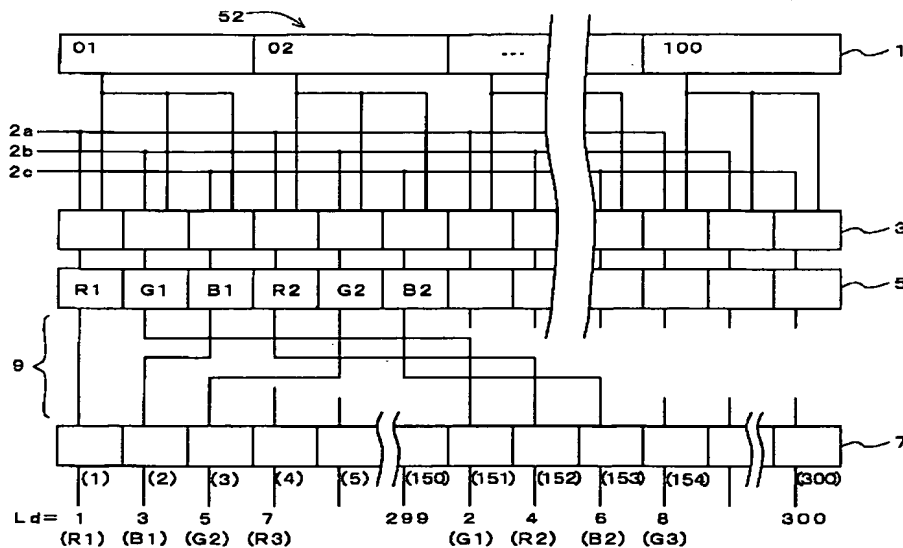 52
01 02 --- 100 1
2a
2b
2c
3
R1 G1 B1 R2 G2 B2 5
9
7
(1) (2) (3) (4) (5) (150) (151) (152) (153) (154) (300)
Ld= 1 3 5 7 299 2 4 6 8 300
(R1) (B1) (G2) (R3) (G1) (R2) (B2) (G3)